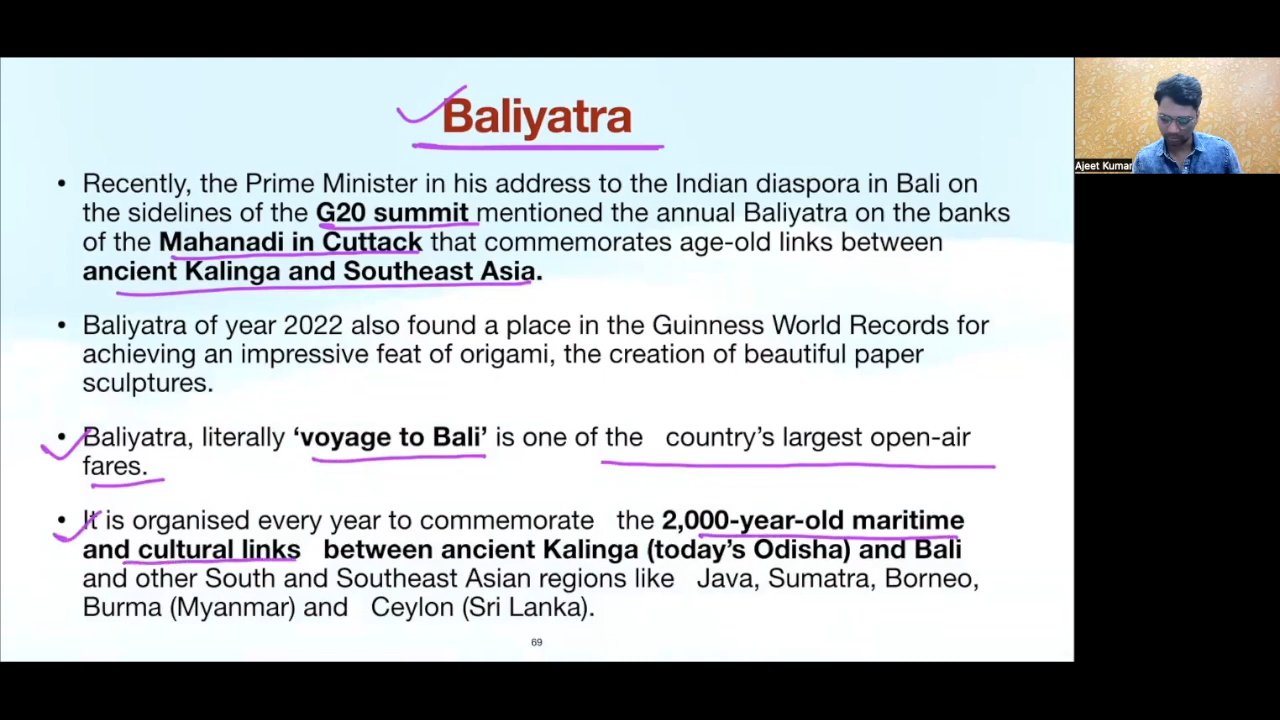 Baliyatra
• Recently, the Prime Minister in his address to the Indian diaspora in Bali on
the sidelines of the G20 summit mentioned the annual Baliyatra on the banks
of the Mahanadi in Cuttack that commemorates age-old links between
ancient Kalinga and Southeast Asia.
• Baliyatra of year 2022 also found a place in the Guinness World Records for
achieving an impressive feat of origami, the creation of beautiful paper
sculptures.
• Baliyatra, literally ‘voyage to Bali’ is one of the country’s largest open-air
fares.
• It is organised every year to commemorate the 2,000-year-old maritime
and cultural links between ancient Kalinga (today’s Odisha) and Bali
and other South and Southeast Asian regions like Java, Sumatra, Borneo,
Burma (Myanmar) and Ceylon (Sri Lanka).
69
Ajeet Kumar